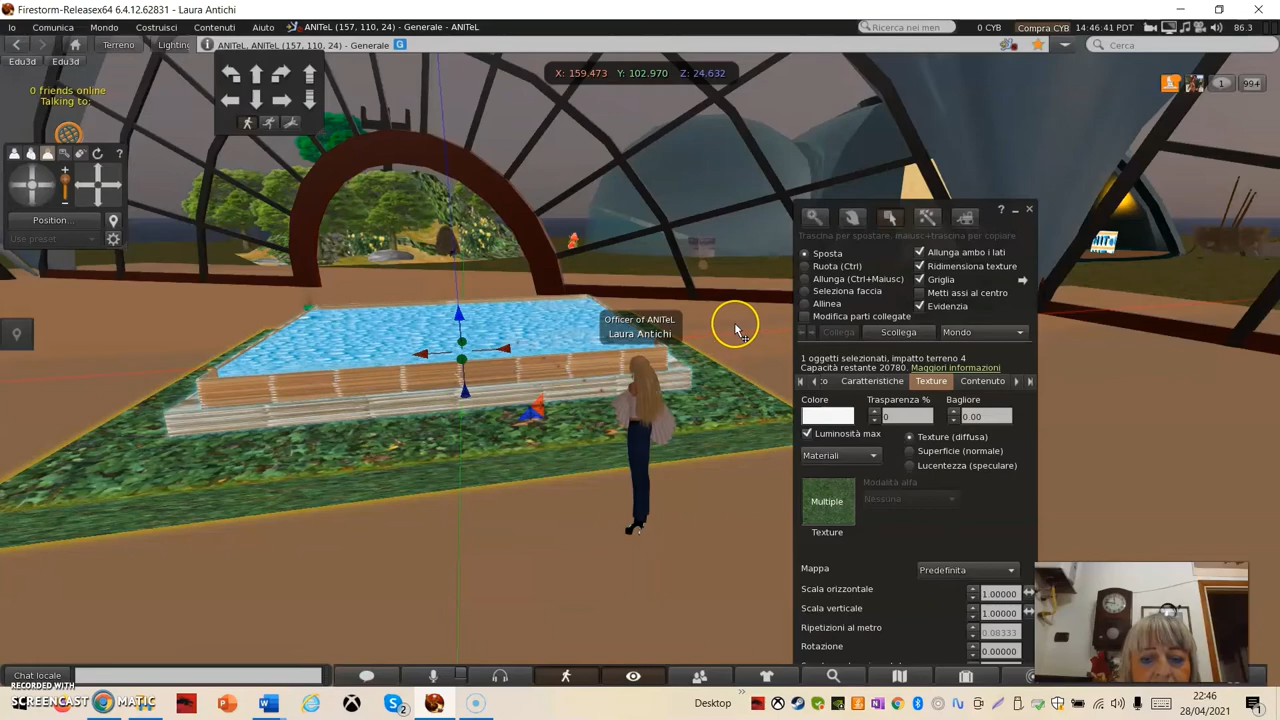 Firestorm-Releasex64 6.4.12.62831 - Laura Antichi
Io Comunica Mondo Costruisci Contenuti Aiuto ANITeL (157, 110, 24) - Generale - ANITeL
Ricerca nei men 0 CYB Compra CYB 14:46:41 PDT 86.3
Terreno Lighting ANITeL, ANITeL (157, 110, 24) - Generale G
Cerca
Edu3d Edu3d
X: 159.473 Y: 102.970 Z: 24.632
1 99+
0 friends online
Talking to:
?
Position...
Use preset
Officer of ANITeL
Laura Antichi
ANITe
?
Trascina per spostare, maiusc+trascina per copiare
Sposta
Ruota (Ctrl)
Allunga (Ctrl+Maiusc)
Seleziona faccia
Allinea
Modifica parti collegate
Allunga ambo i lati
Ridimensiona texture
Griglia
Metti assi al centro
Evidenzia
Collega Scollega Mondo
1 oggetti selezionati, impatto terreno 4
Capacità restante 20780. Maggiori informazioni
:o Caratteristiche Texture Contenuto
Colore Trasparenza % Bagliore
0 0.00
Luminosità max
Texture (diffusa)
Materiali
Superficie (normale)
Lucentezza (speculare)
Multiple
Modalità alfa
Nessuna
Texture
Mappa Predefinita
Scala orizzontale 1.00000
Scala verticale 1.00000
Ripetizioni al metro 0.08333
Rotazione 0.00000
Chat locale
RECORDED WITH
SCREENCAST MATIC
2
Desktop
22:46
28/04/2021
1